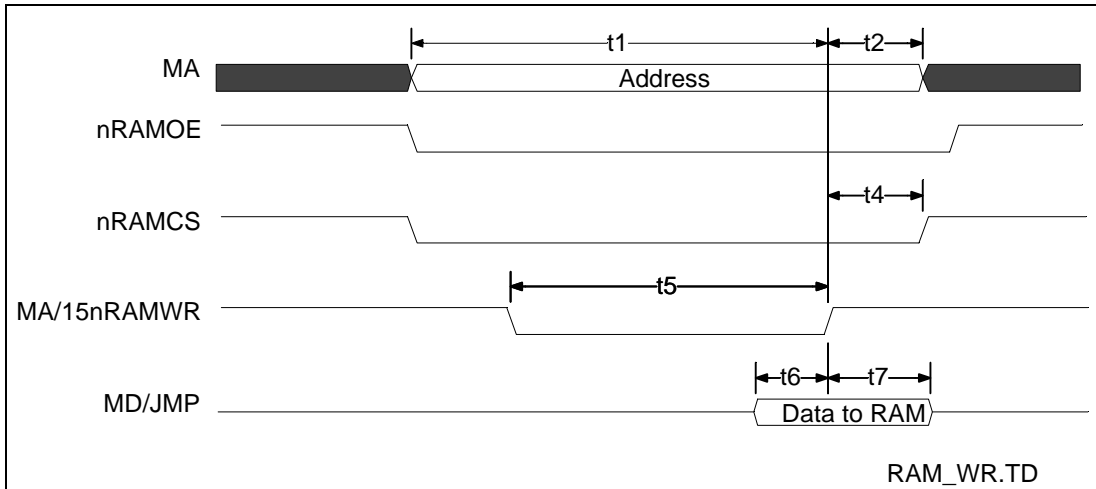 t1
t2
MA
Address
nRAMOE
t4
nRAMCS
t5
MA/15nRAMWR
t6
t7
MD/JMP
Data to RAM
RAM_WR.TD